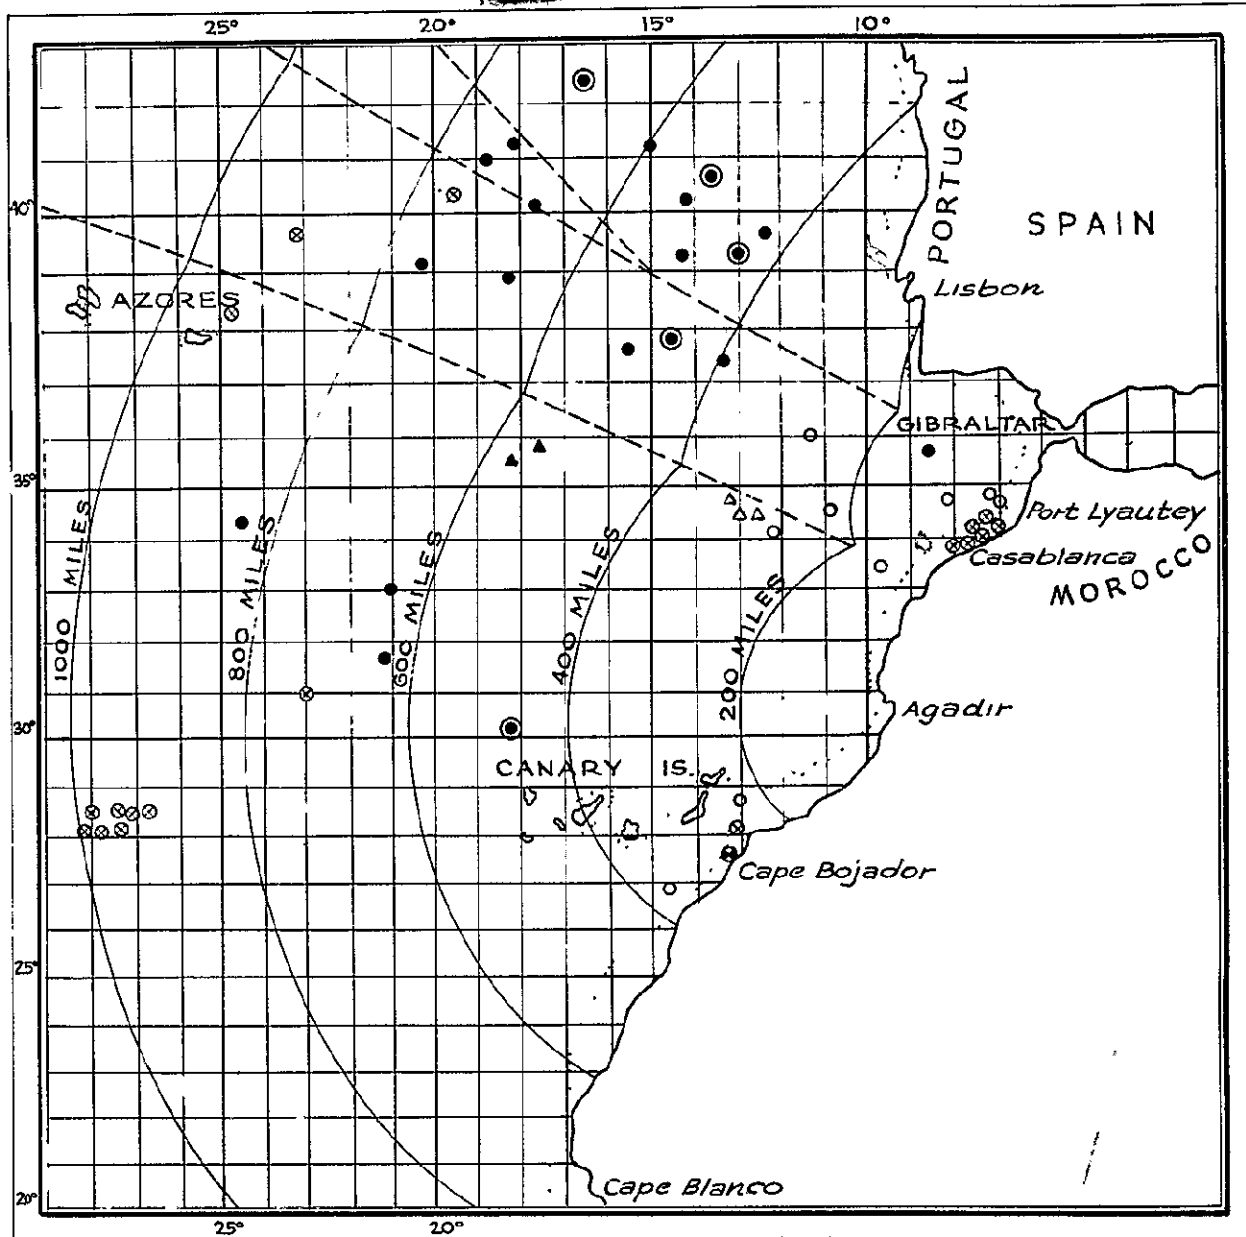 25° 20° 15° 10°
PORTUGAL
SPAIN
40°
Lisbon
AZORES
GIBRALTAR
35°
Port Lyautey
Casablanca
MOROCCO
1000 MILES
800 MILES
600 MILES
400 MILES
200 MILES
30°
Agadir
CANARY IS.
Cape Bojador
25°
Cape Blanco
20°
25° 20°